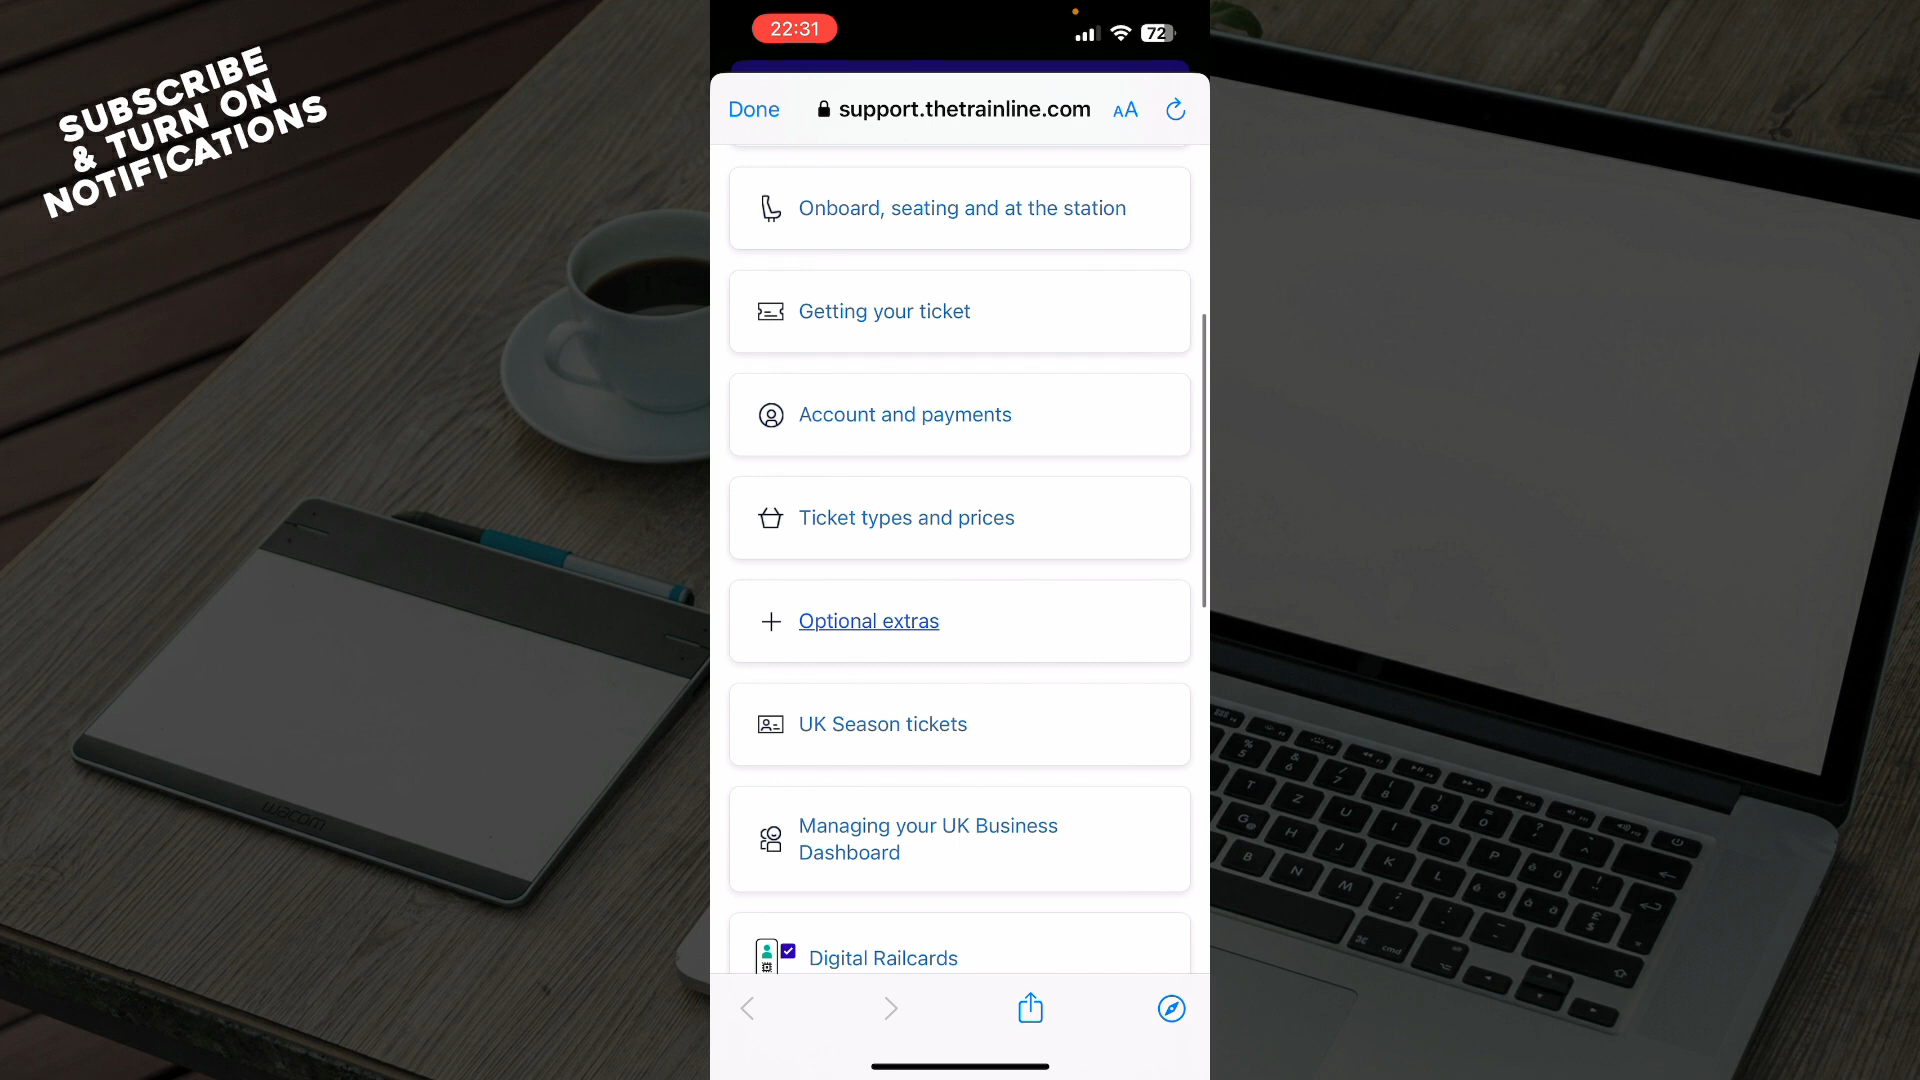 SUBSCRIBE
& TURN ON
NOTIFICATIONS
22:31
72
Done
support.thetrainline.com
AA
Onboard, seating and at the station
Getting your ticket
Account and payments
Ticket types and prices
Optional extras
UK Season tickets
Managing your UK Business
Dashboard
Digital Railcards
wacom